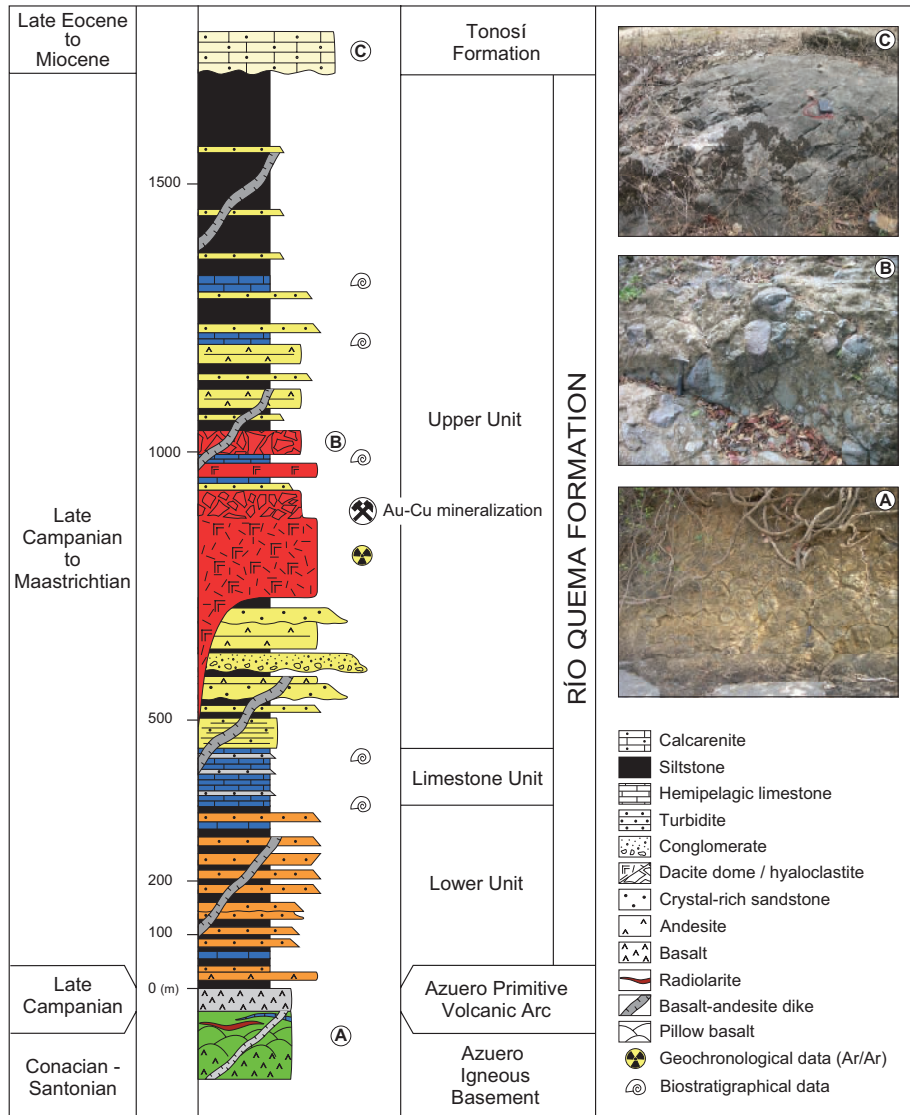 Late Eocene
to
Miocene
Late
Campanian
to
Maastrichtian
Late
Campanian
Conacian -
Santonian
1500
1000
500
200
100
0 (m)
C
B
Au-Cu mineralization
A
Tonosí
Formation
Upper Unit
Limestone Unit
Lower Unit
Azuero Primitive
Volcanic Arc
Azuero
Igneous
Basement
RÍO QUEMA FORMATION
C
B
A
Calcarenite
Siltstone
Hemipelagic limestone
Turbidite
Conglomerate
Dacite dome / hyaloclastite
Crystal-rich sandstone
Andesite
Basalt
Radiolarite
Basalt-andesite dike
Pillow basalt
Geochronological data (Ar/Ar)
Biostratigraphical data